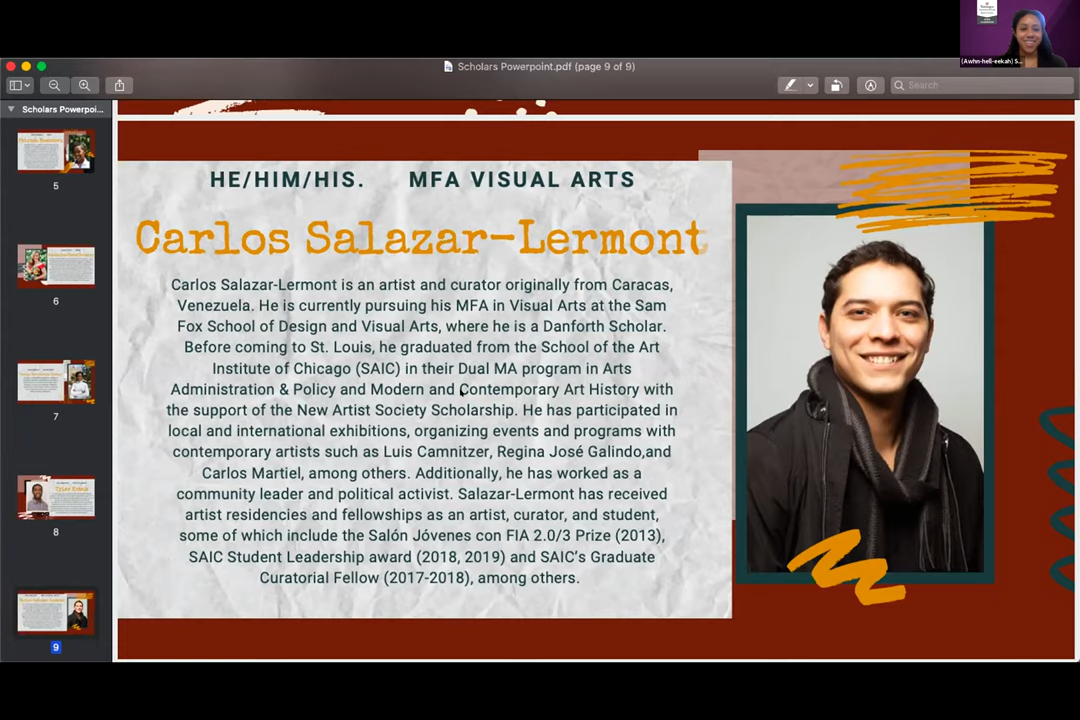 (Awhn-hell-eekah) S...
Scholars Powerpoint.pdf (page 9 of 9)
Search
Scholars Powerpoi...
5
6
7
8
9
HE/HIM/HIS. MFA VISUAL ARTS
Carlos Salazar-Lermont
Carlos Salazar-Lermont is an artist and curator originally from Caracas,
Venezuela. He is currently pursuing his MFA in Visual Arts at the Sam
Fox School of Design and Visual Arts, where he is a Danforth Scholar.
Before coming to St. Louis, he graduated from the School of the Art
Institute of Chicago (SAIC) in their Dual MA program in Arts
Administration & Policy and Modern and Contemporary Art History with
the support of the New Artist Society Scholarship. He has participated in
local and international exhibitions, organizing events and programs with
contemporary artists such as Luis Camnitzer, Regina José Galindo,and
Carlos Martiel, among others. Additionally, he has worked as a
community leader and political activist. Salazar-Lermont has received
artist residencies and fellowships as an artist, curator, and student,
some of which include the Salón Jóvenes con FIA 2.0/3 Prize (2013),
SAIC Student Leadership award (2018, 2019) and SAIC's Graduate
Curatorial Fellow (2017-2018), among others.